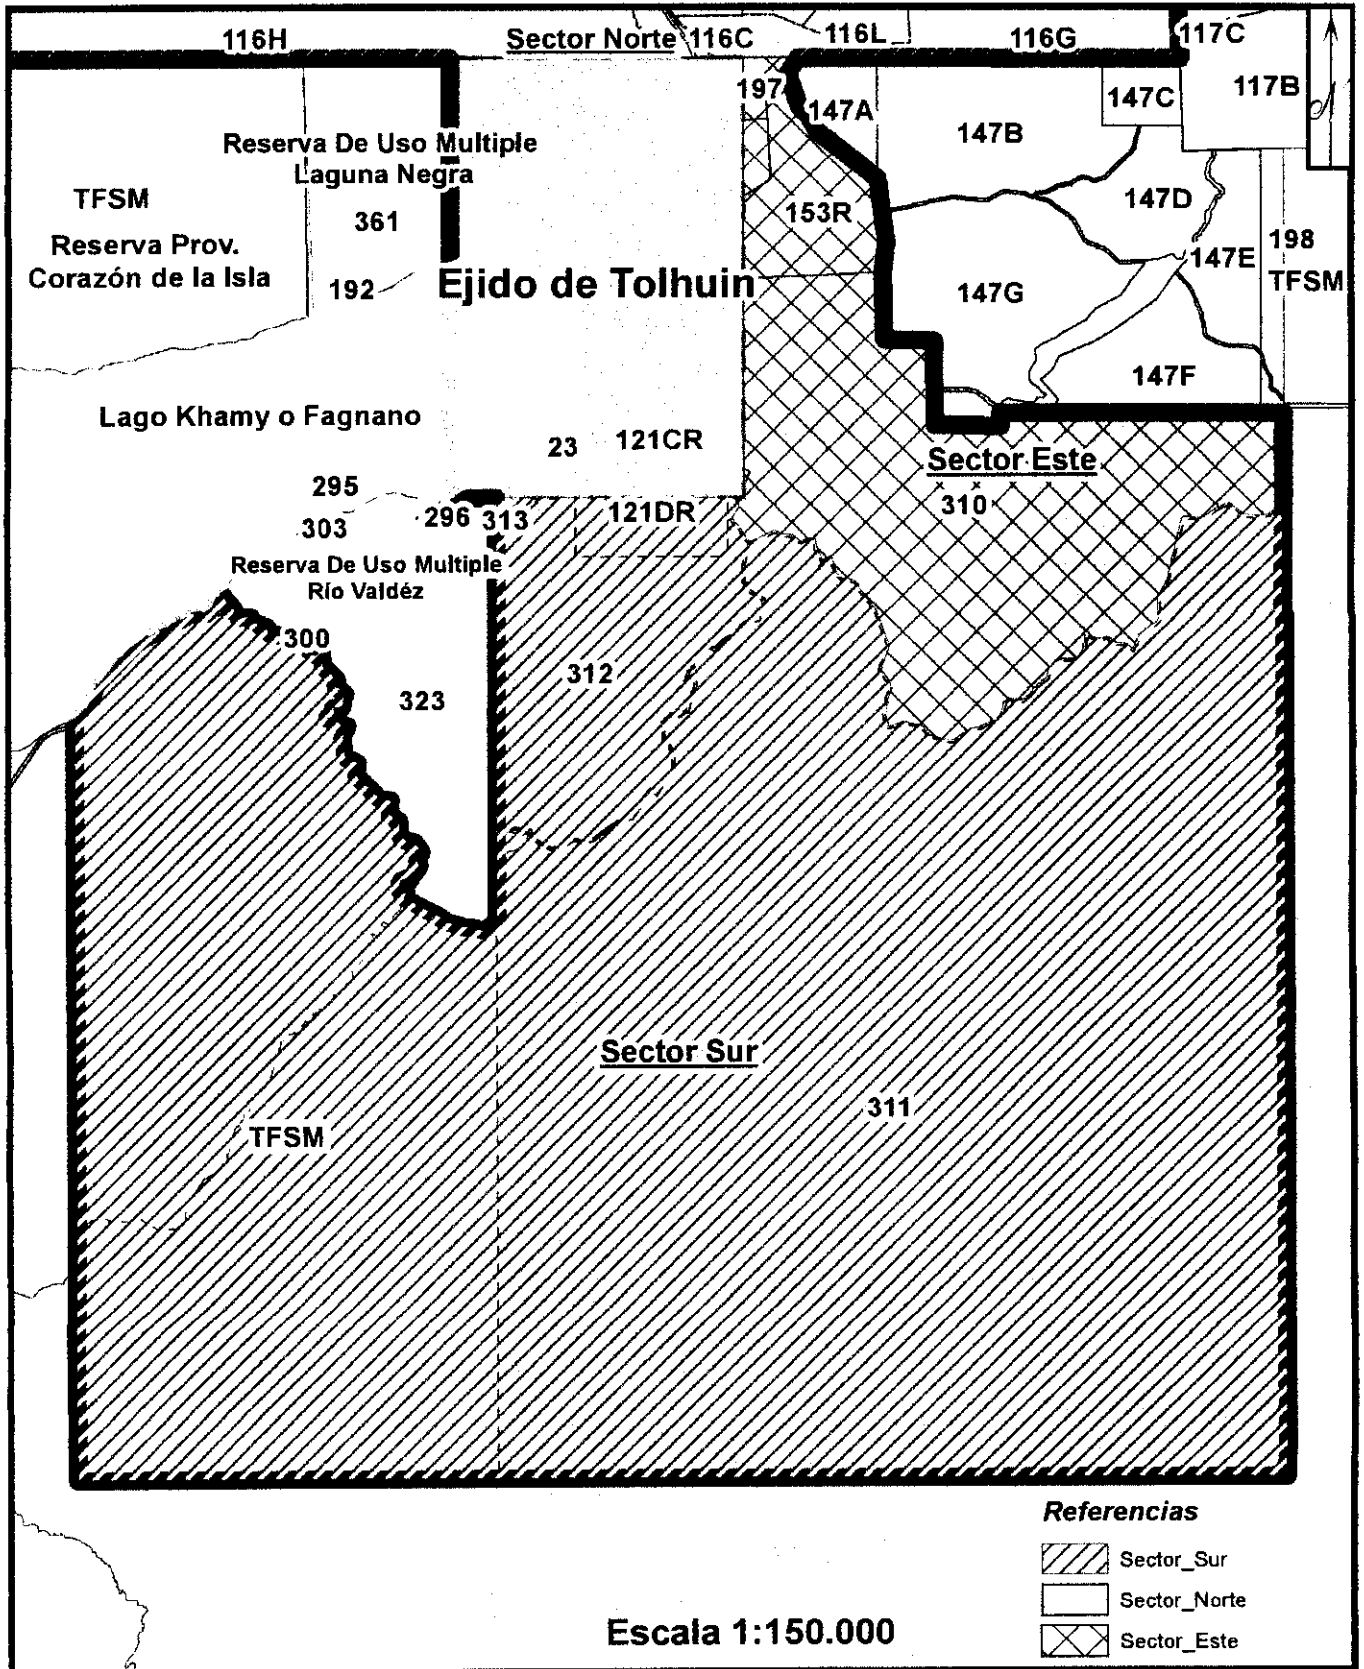 116H
Sector Norte
116C
116L
116G
117C
197
147A
147B
147C
117B
Reserva De Uso Multiple
Laguna Negra
TFSM
361
Reserva Prov.
Corazón de la Isla
192
Ejido de Tolhuin
153R
147D
147E
198
TFSM
147G
147F
Lago Khamy o Fagnano
23
121CR
Sector Este
310
295
303
296
313
121DR
Reserva De Uso Multiple
Río Valdéz
300
323
312
Sector Sur
311
TFSM
Referencias
Sector_Sur
Sector_Norte
Sector_Este
Escala 1:150.000